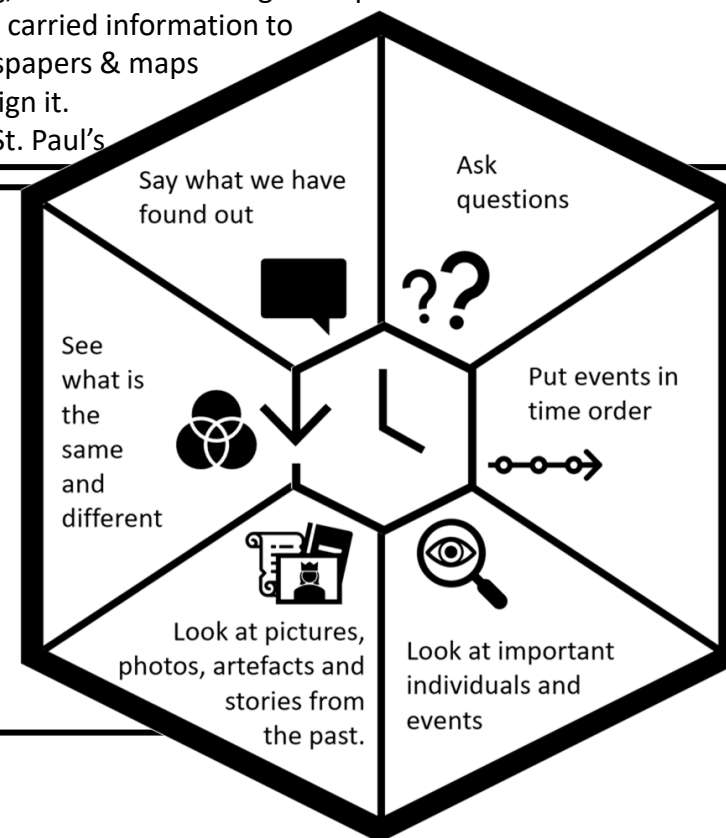 carried information to
spapers & maps
ign it.
St. Paul's
Say what we have
found out
Ask
questions
??
See
what is
the
same
and
different
Put events in
time order
Look at pictures,
photos, artefacts and
stories from
the past.
Look at important
individuals and
events